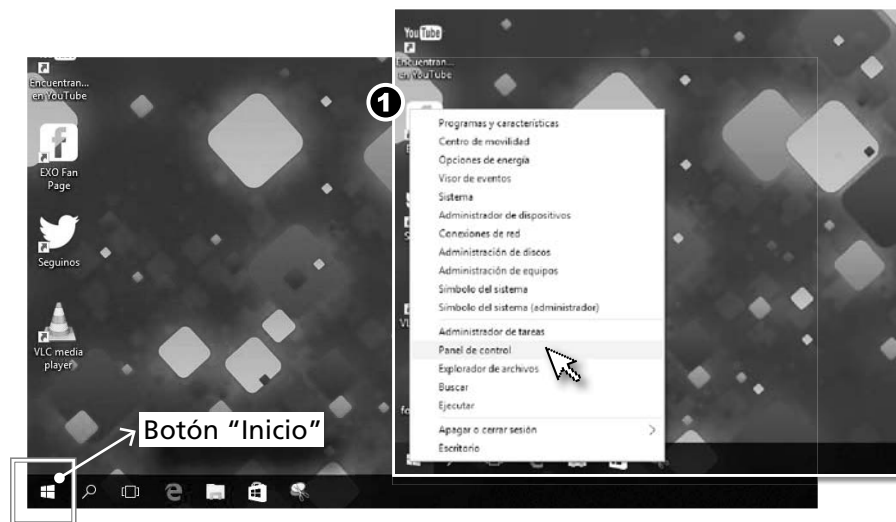 Encuentran...
en YouTube
EXO Fan
Page
Seguinos
VLC media
player
Botón “Inicio”
You Tube
Encuentran...
en YouTube
1
Programas y características
Centro de movilidad
Opciones de energía
Visor de eventos
Sistema
Administrador de dispositivos
Conexiones de red
Administración de discos
Administración de equipos
Símbolo del sistema
Símbolo del sistema (administrador)
Administrador de tareas
Panel de control
Explorador de archivos
Buscar
Ejecutar
Apagar o cerrar sesión
Escritorio